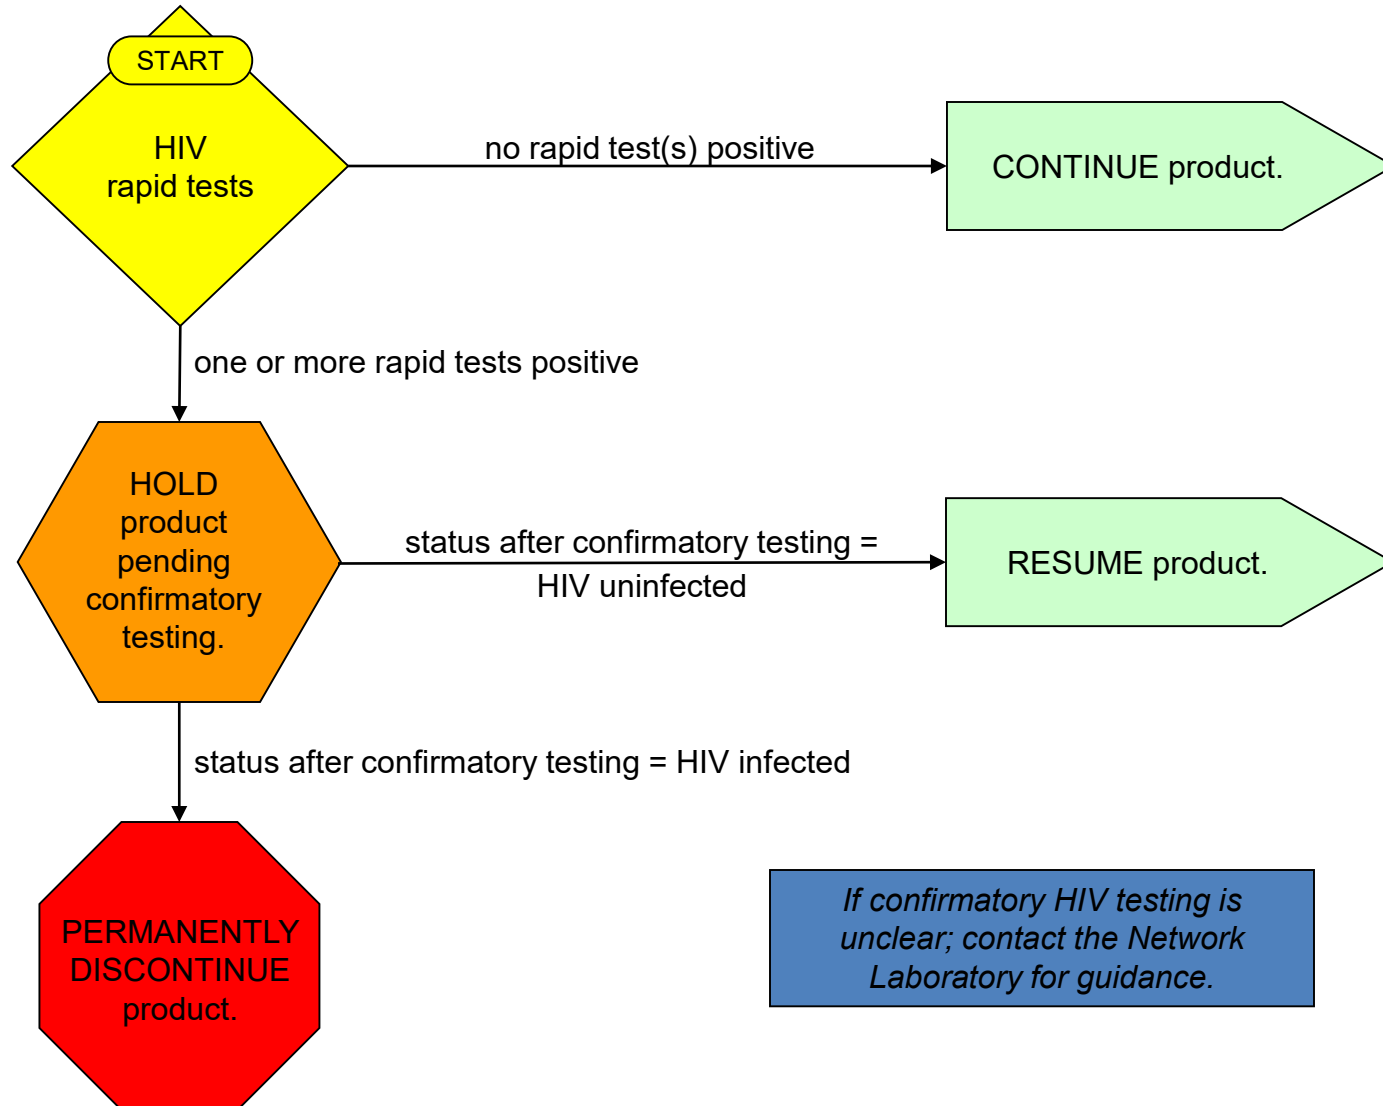 START
HIV
rapid tests
no rapid test(s) positive
CONTINUE product.
one or more rapid tests positive
HOLD
product
pending
confirmatory
testing.
status after confirmatory testing =
HIV uninfected
RESUME product.
status after confirmatory testing = HIV infected
PERMANENTLY
DISCONTINUE
product.
If confirmatory HIV testing is
unclear; contact the Network
Laboratory for guidance.